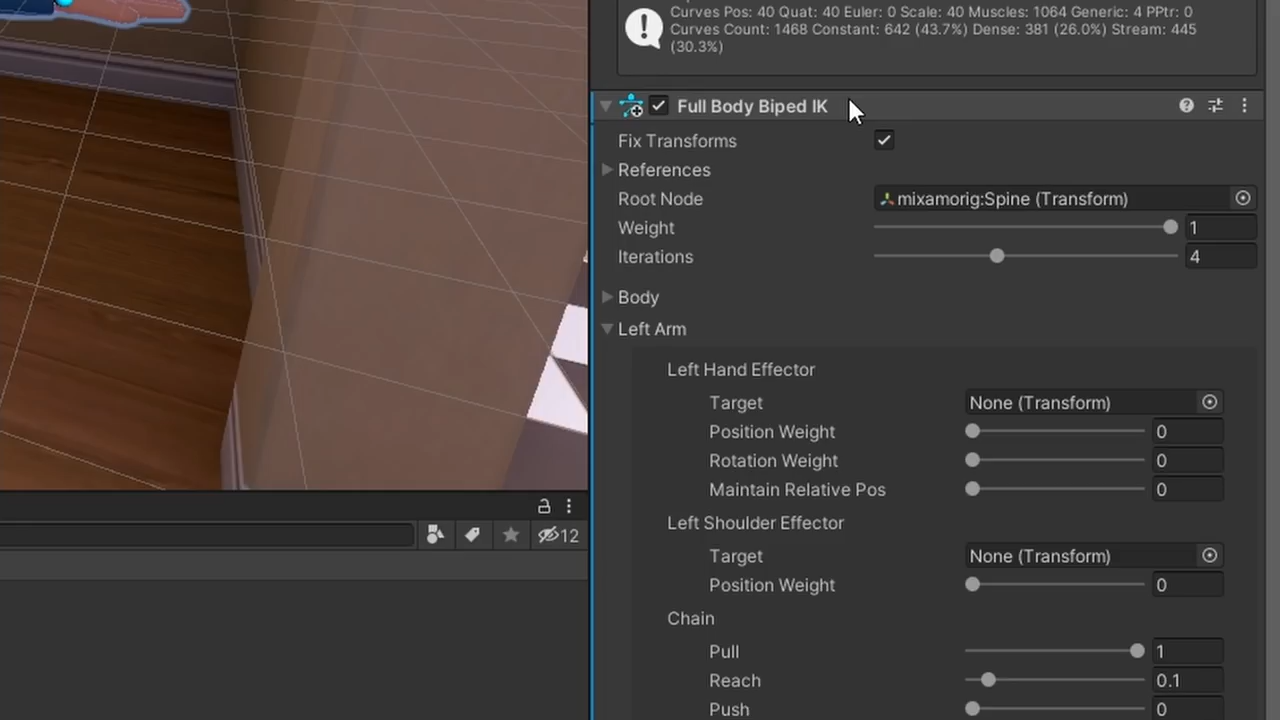 Curves Pos: 40 Quat: 40 Euler: 0 Scale: 40 Muscles: 1064 Generic: 4 PPtr: 0
Curves Count: 1468 Constant: 642 (43.7%) Dense: 381 (26.0%) Stream: 445
(30.3%)
Full Body Biped IK
Fix Transforms
References
Root Node mixamorig:Spine (Transform)
Weight 1
Iterations 4
Body
Left Arm
Left Hand Effector
Target None (Transform)
Position Weight 0
Rotation Weight 0
Maintain Relative Pos 0
Left Shoulder Effector
Target None (Transform)
Position Weight 0
Chain
Pull 1
Reach 0.1
Push 0
12